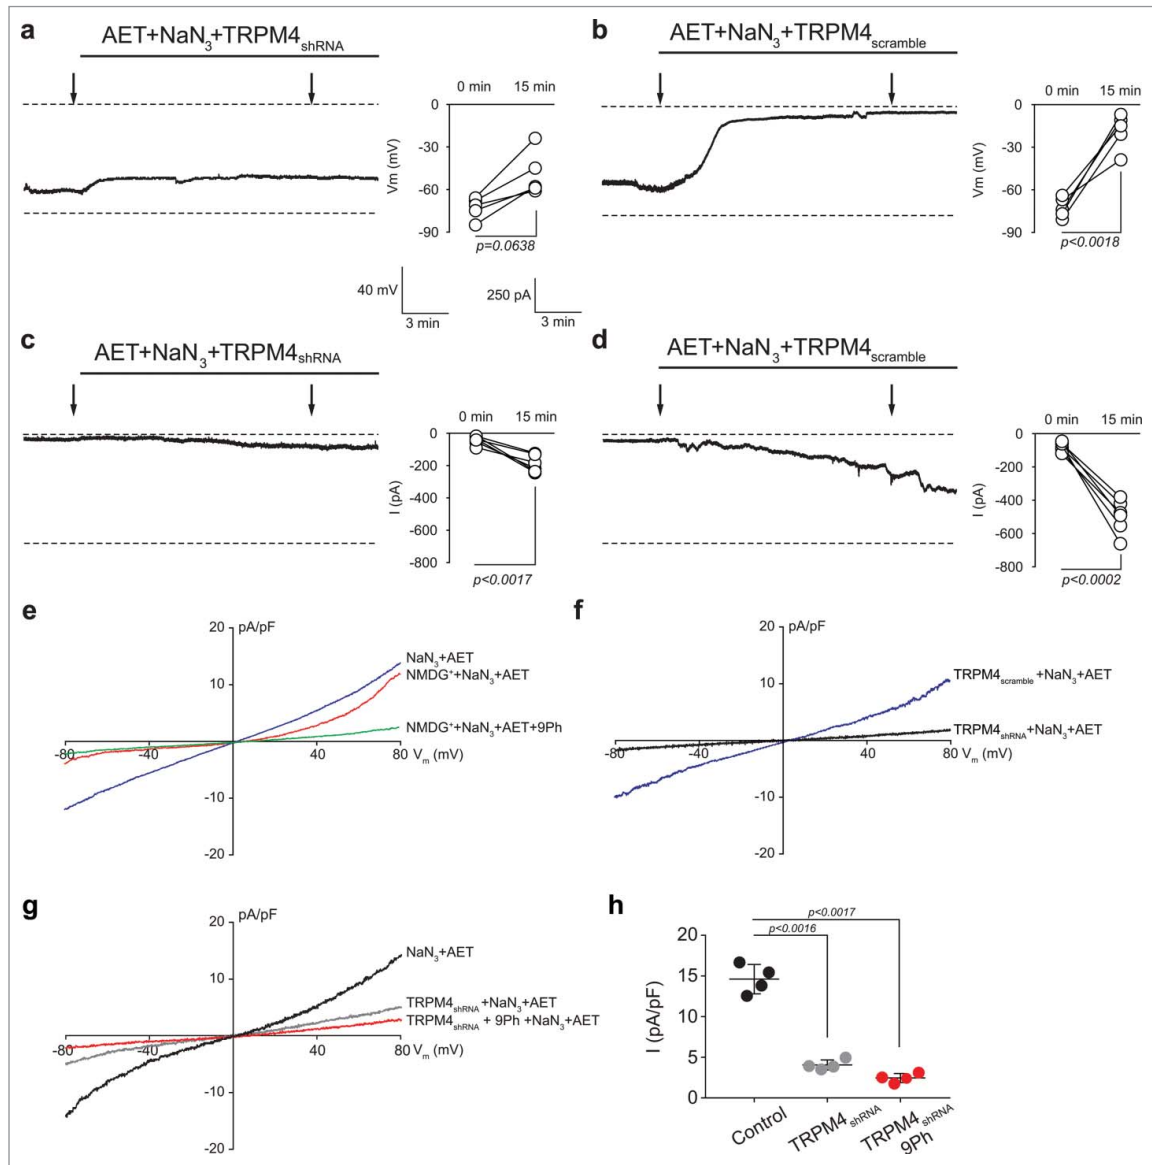 a
AET+NaN3+TRPM4shRNA
0 min 15 min
0
-30
-60
-90
Vm (mV)
p=0.0638
b
AET+NaN3+TRPM4scramble
0 min 15 min
0
-30
-60
-90
Vm (mV)
p<0.0018
40 mV
3 min
250 pA
3 min
c
AET+NaN3+TRPM4shRNA
0 min 15 min
0
-200
-400
-600
-800
I (pA)
p<0.0017
d
AET+NaN3+TRPM4scramble
0 min 15 min
0
-200
-400
-600
-800
I (pA)
p<0.0002
e
20
pA/pF
NaN3+AET
NMDG++NaN3+AET
10
NMDG++NaN3+AET+9Ph
-80 -40 40 80
Vm (mV)
-10
-20
f
20
pA/pF
TRPM4scramble +NaN3+AET
10
TRPM4shRNA+NaN3+AET
-80 -40 40 80
Vm (mV)
-10
-20
g
20
pA/pF
NaN3+AET
10
TRPM4shRNA +NaN3+AET
TRPM4shRNA + 9Ph +NaN3+AET
-80 -40 40 80
Vm (mV)
-10
-20
h
p<0.0017
p<0.0016
20
15
10
5
0
I (pA/pF)
Control
TRPM4shRNA
TRPM4shRNA
9Ph